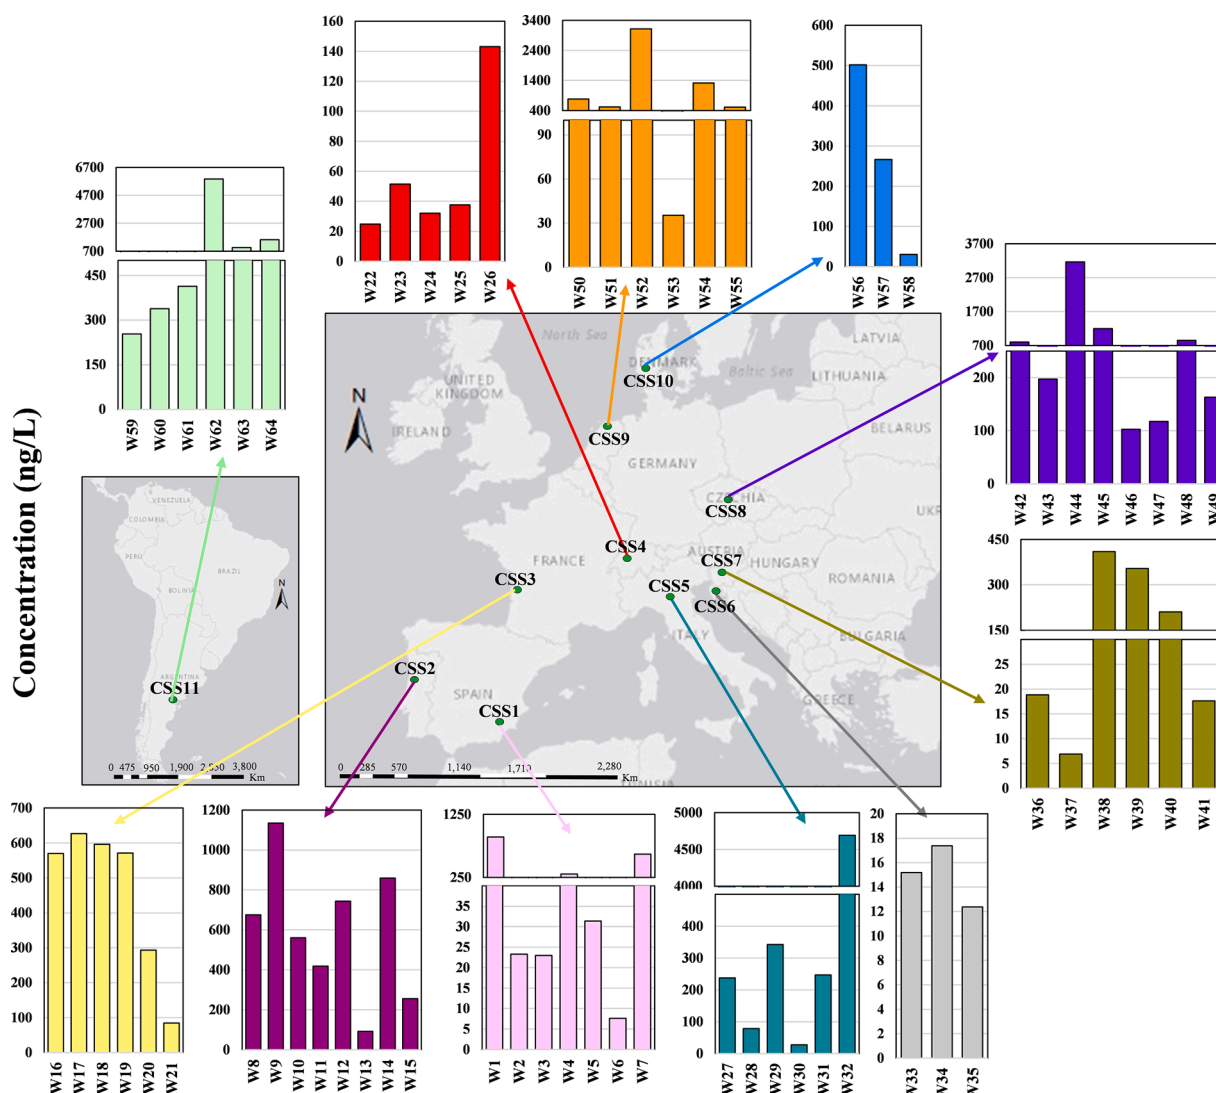 Concentration (ng/L)
160
140
120
100
80
60
40
20
0
W22
W23
W24
W25
W26
3400
2400
1400
400
90
60
30
0
W50
W51
W52
W53
W54
W55
600
500
400
300
200
100
0
W56
W57
W58
6700
4700
2700
700
450
300
150
0
W59
W60
W61
W62
W63
W64
3700
2700
1700
700
200
100
0
W42
W43
W44
W45
W46
W47
W48
W49
450
300
150
25
20
15
10
5
0
W36
W37
W38
W39
W40
W41
VENEZUELA
COLOMBIA
PERU
BRAZIL
BOLIVIA
ARGENTINA
CSS11
N
0 475 950 1,900 2,850 3,800
Km
N
North Sea
DENMARK
CSS10
Baltic Sea
LATVIA
LITHUANIA
UNITED
KINGDOM
IRELAND
CSS9
BELARUS
GERMANY
CZECHIA
CSS8
UKR
CSS4
AUSTRIA
FRANCE
CSS7
HUNGARY
CSS3
CSS5
ROMANIA
CSS6
ITALY
BULGARIA
CSS2
SPAIN
CSS1
GREECE
TUNISIA
0 285 570 1,140 1,710 2,280
Km
700
600
500
400
300
200
100
0
W16
W17
W18
W19
W20
W21
1200
1000
800
600
400
200
0
W8
W9
W10
W11
W12
W13
W14
W15
1250
250
35
30
25
20
15
10
5
0
W1
W2
W3
W4
W5
W6
W7
5000
4500
4000
400
300
200
100
0
W27
W28
W29
W30
W31
W32
20
18
16
14
12
10
8
6
4
2
0
W33
W34
W35